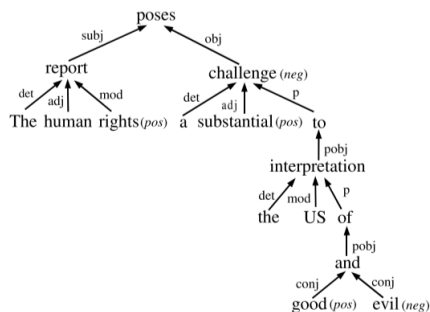 poses
subj obj
report challenge (neg)
det adj mod det adj p
The human rights (pos) a substantial (pos) to
pobj
interpretation
det mod p
the US of
pobj
and
conj conj
good (pos) evil (neg)